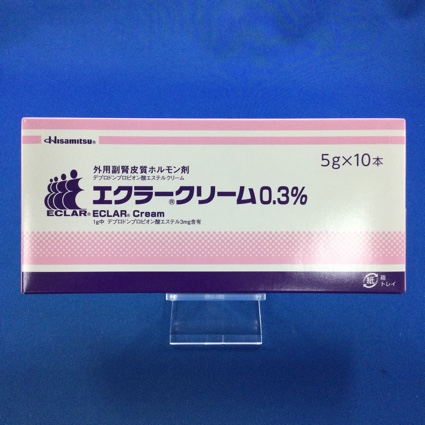 Hisamitsu®
外用副腎皮質ホルモン剤
デプロドンプロピオン酸エステルクリーム
5g×10本
エクラー®クリーム0.3%
ECLAR®
ECLAR® Cream
1g中 デプロドンプロピオン酸エステル3mg含有
紙
箱
トレイ